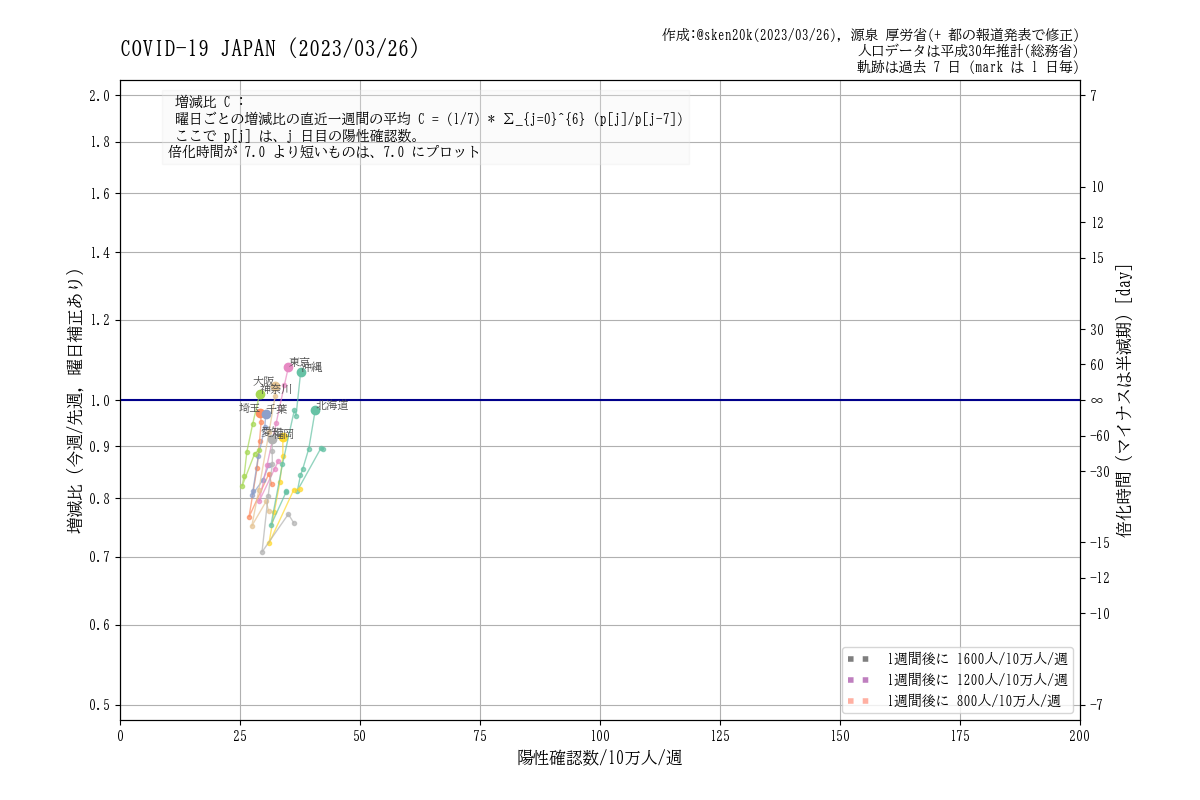 COVID-19 JAPAN (2023/03/26)
作成:@sken20k(2023/03/26), 源泉 厚労省(+ 都の報道発表で修正)
人口データは平成30年推計(総務省)
軌跡は過去 7 日 (mark は 1 日毎)
増減比 C :
曜日ごとの増減比の直近一週間の平均 C = (1/7) * Σ_{j=0}^{6} (p[j]/p[j-7])
ここで p[j] は、j 日目の陽性確認数。
倍化時間が 7.0 より短いものは、7.0 にプロット
増減比 (今週/先週, 曜日補正あり)
2.0
1.8
1.6
1.4
1.2
1.0
0.9
0.8
0.7
0.6
0.5
東京
沖縄
大阪
神奈川
埼玉
千葉
北海道
愛知
福岡
7
10
12
15
30
60
∞
-60
-30
-15
-12
-10
-7
倍化時間 (マイナスは半減期) [day]
1週間後に 1600人/10万人/週
1週間後に 1200人/10万人/週
1週間後に 800人/10万人/週
0 25 50 75 100 125 150 175 200
陽性確認数/10万人/週